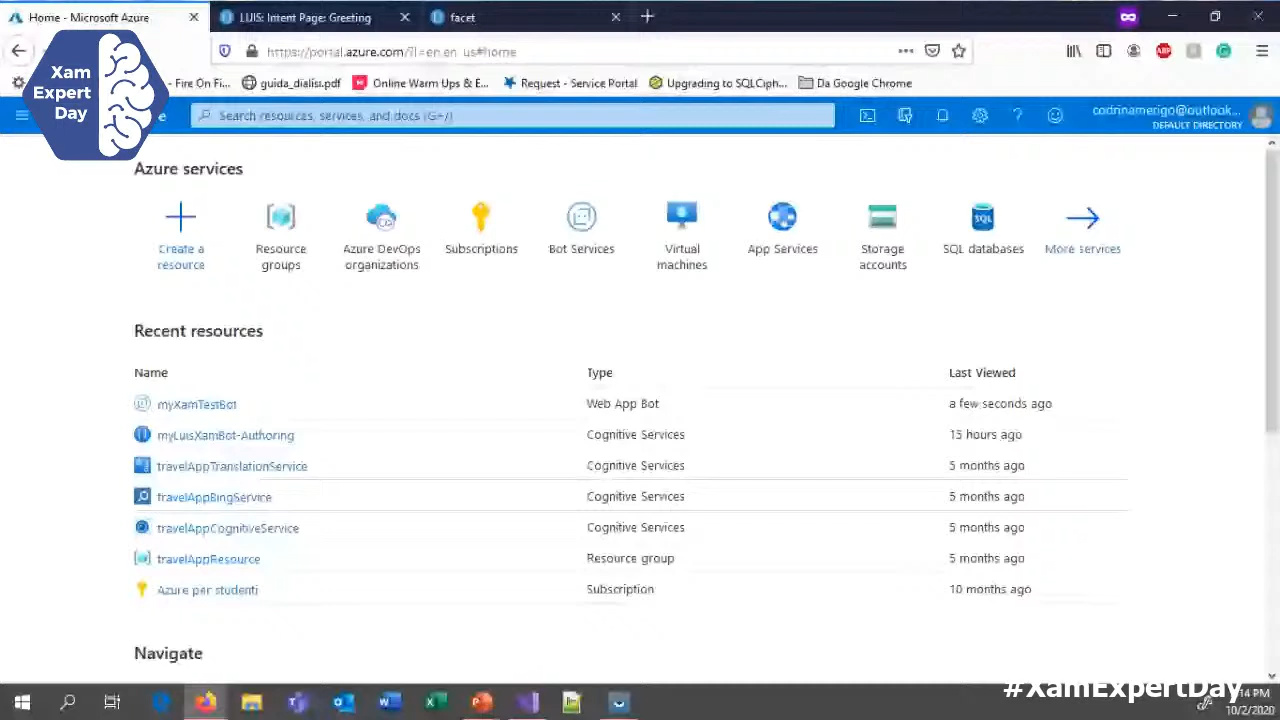 Home - Microsoft Azure
LUIS: Intent Page: Greeting
facet
https://portal.azure.com/?l=en.en_us#home
Xam
Expert
Day
- Fire On Fi...
guida_dialisi.pdf
Online Warm Ups & E...
Request - Service Portal
Upgrading to SQLCiph...
Da Google Chrome
Search resources, services, and docs (G+/)
codrinamerigo@outlook...
DEFAULT DIRECTORY
Azure services
Create a resource
Resource groups
Azure DevOps organizations
Subscriptions
Bot Services
Virtual machines
App Services
Storage accounts
SQL databases
More services
Recent resources
Name Type Last Viewed
myXamTestBot Web App Bot a few seconds ago
myLuisXamBot-Authoring Cognitive Services 15 hours ago
travelAppTranslationService Cognitive Services 5 months ago
travelAppBingService Cognitive Services 5 months ago
travelAppCognitiveService Cognitive Services 5 months ago
travelAppResource Resource group 5 months ago
Azure per studenti Subscription 10 months ago
Navigate
#XamExpertDay
10/2/2020